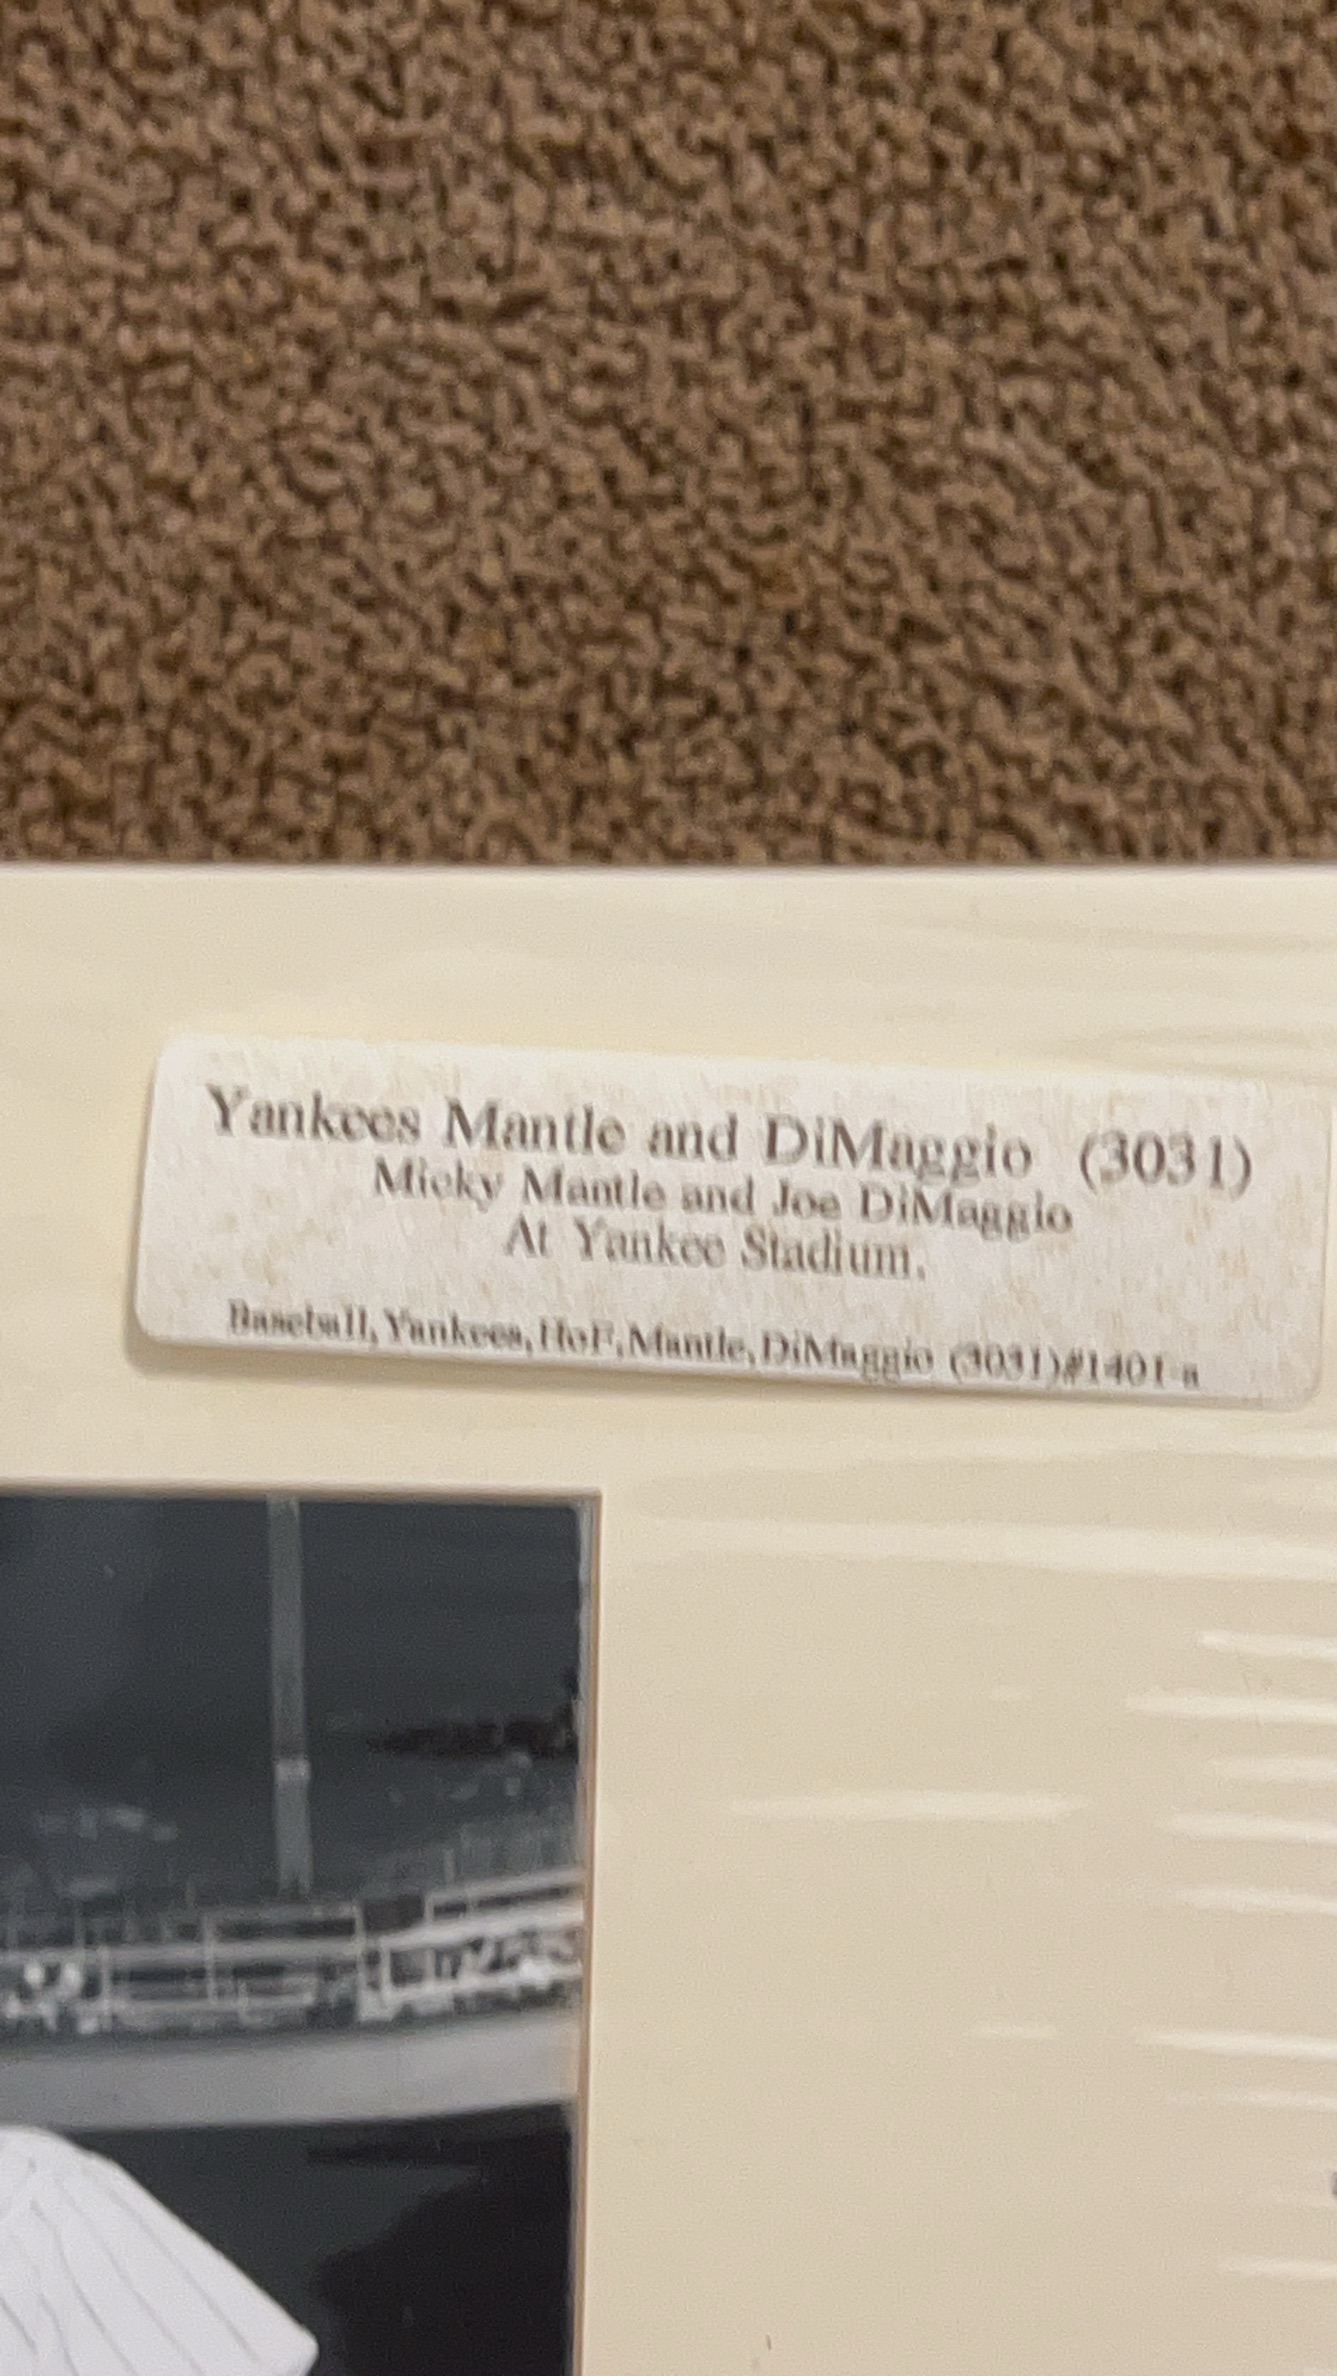 Yankees Mantle and DiMaggio (3031)
Micky Mantle and Joe DiMaggio
At Yankee Stadium.
Baseball,Yankees,HoF,Mantle,DiMaggio (3031)#1401-a